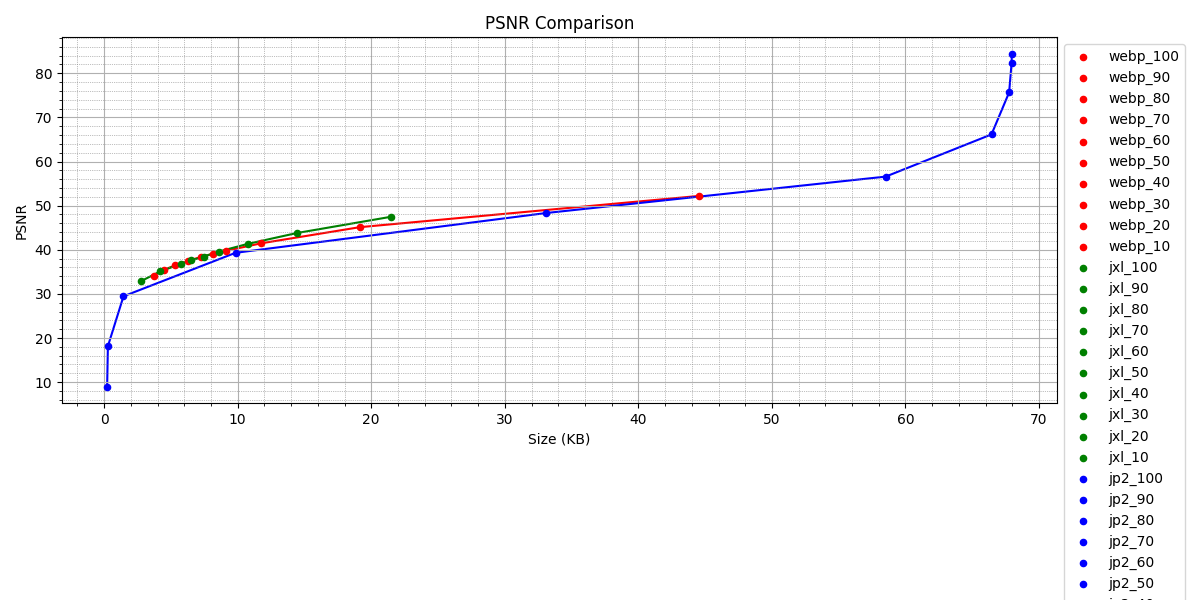 PSNR Comparison
PSNR
80
70
60
50
40
30
20
10
0 10 20 30 40 50 60 70
Size (KB)
webp_100
webp_90
webp_80
webp_70
webp_60
webp_50
webp_40
webp_30
webp_20
webp_10
jxl_100
jxl_90
jxl_80
jxl_70
jxl_60
jxl_50
jxl_40
jxl_30
jxl_20
jxl_10
jp2_100
jp2_90
jp2_80
jp2_70
jp2_60
jp2_50